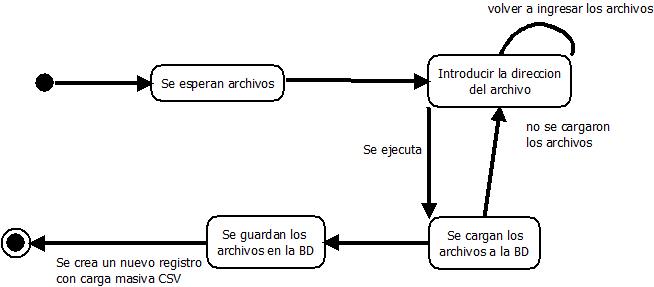 volver a ingresar los archivos
Se esperan archivos
Introducir la direccion
del archivo
no se cargaron
los archivos
Se ejecuta
Se cargan los
archivos a la BD
Se guardan los
archivos en la BD
Se crea un nuevo registro
con carga masiva CSV